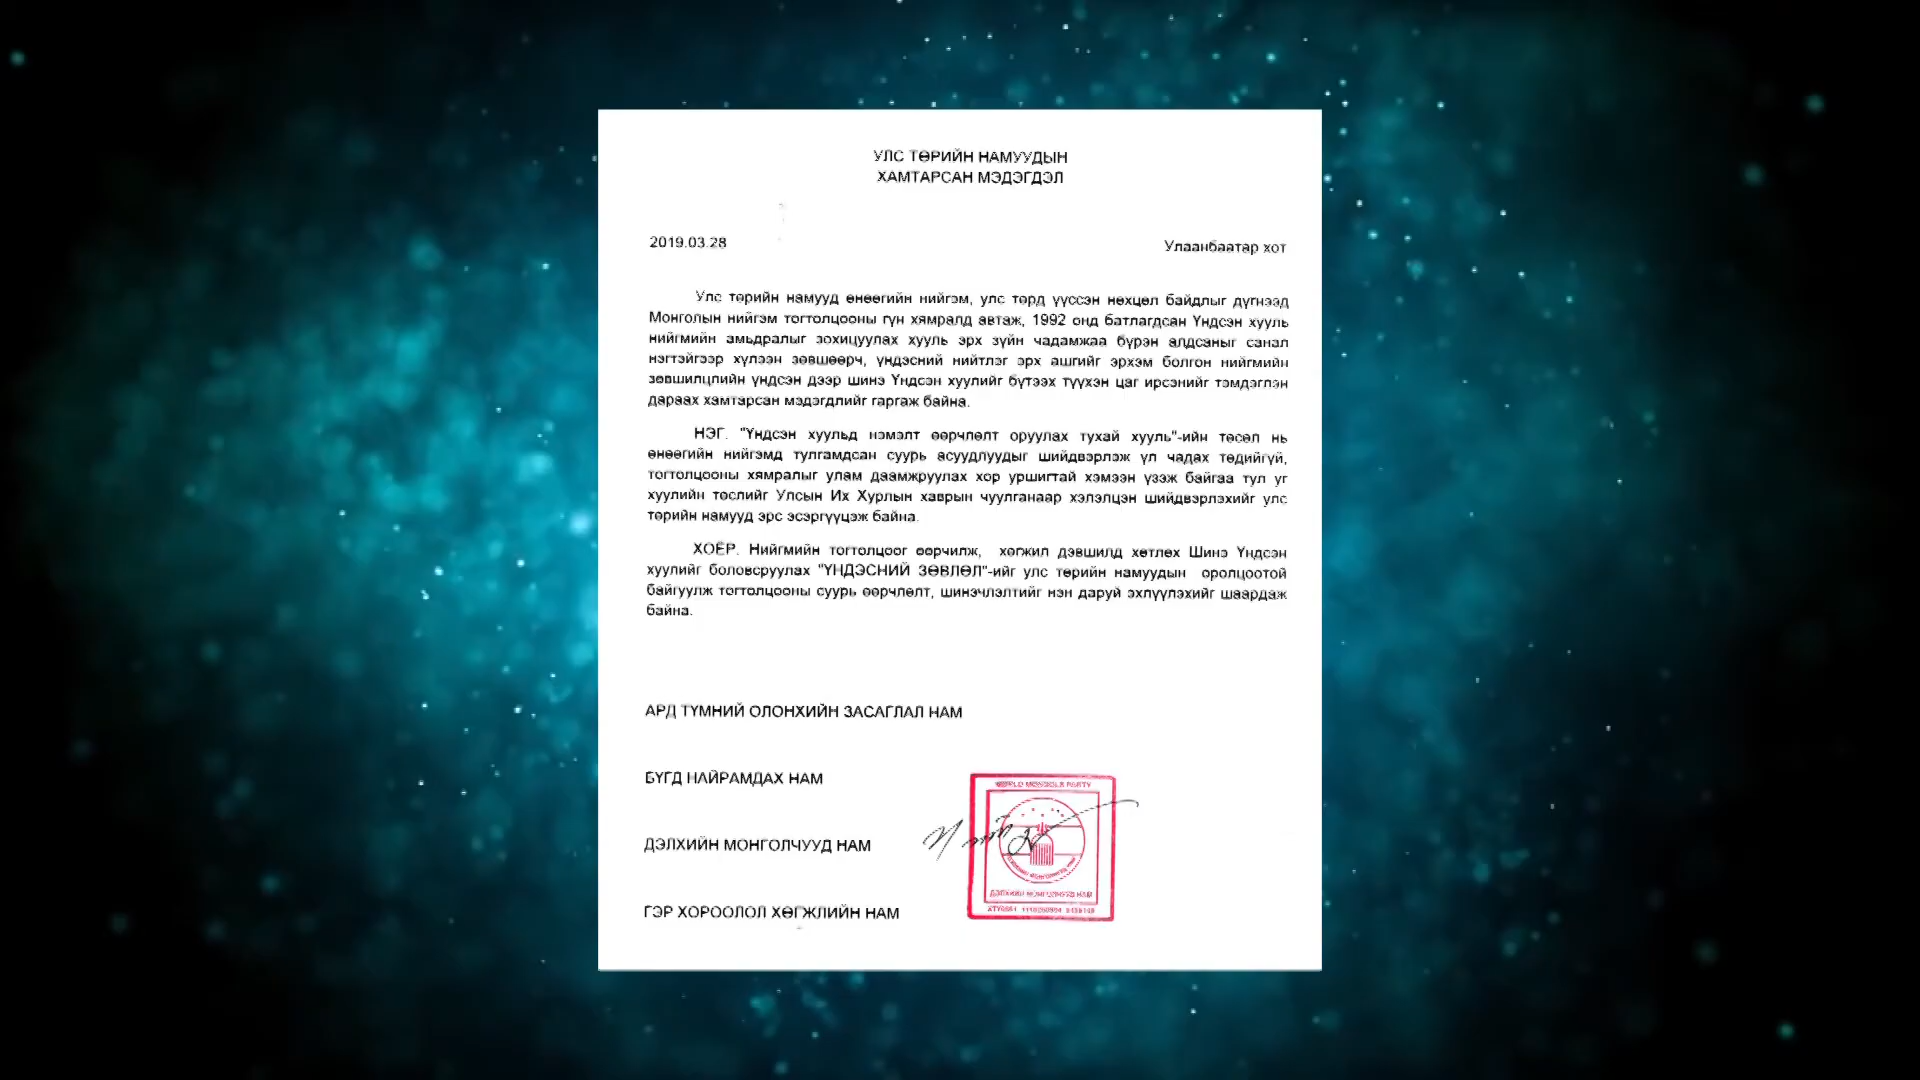 УЛС ТӨРИЙН НАМУУДЫН
ХАМТАРСАН МЭДЭГДЭЛ
2019.03.28
Улаанбаатар хот
Улс төрийн намууд өнөөгийн нийгэм, улс төрд үүссэн нөхцөл байдлыг дүгнээд
Монголын нийгэм тогтолцооны гүн хямралд автаж, 1992 онд батлагдсан Үндсэн хууль
нийгмийн амьдралыг зохицуулах хууль эрх зүйн чадамжаа бүрэн алдсаныг санал
нэгтэйгээр хүлээн зөвшөөрч, үндэсний нийтлэг эрх ашгийг эрхэм болгон нийгмийн
зөвшилцлийн үндсэн дээр шинэ Үндсэн хуулийг бүтээх түүхэн цаг ирсэнийг тэмдэглэн
дараах хамтарсан мэдэгдлийг гаргаж байна.
НЭГ. "Үндсэн хуульд нэмэлт өөрчлөлт оруулах тухай хууль"-ийн төсөл нь
өнөөгийн нийгэмд тулгамдсан суурь асуудлуудыг шийдвэрлэж үл чадах төдийгүй,
тогтолцооны хямралыг улам даамжруулах хор уршигтай хэмээн үзэж байгаа тул уг
хуулийн төслийг Улсын Их Хурлын хаврын чуулганаар хэлэлцэн шийдвэрлэхийг улс
төрийн намууд эрс эсэргүүцэж байна.
ХОЁР. Нийгмийн тогтолцоог өөрчилж, хөгжил дэвшилд хөтлөх Шинэ Үндсэн
хуулийг боловсруулах "ҮНДЭСНИЙ ЗӨВЛӨЛ"-ийг улс төрийн намуудын оролцоотой
байгуулж тогтолцооны суурь өөрчлөлт, шинэчлэлтийг нэн даруй эхлүүлэхийг шаардаж
байна.
АРД ТҮМНИЙ ОЛОНХИЙН ЗАСАГЛАЛ НАМ
БҮГД НАЙРАМДАХ НАМ
WORLD MONGOLS PARTY
ДЭЛХИЙН МОНГОЛЧУУД НАМ
ДЭЛХИЙН МОНГОЛЧУУД НАМ
ГЭР ХОРООЛОЛ ХӨГЖЛИЙН НАМ